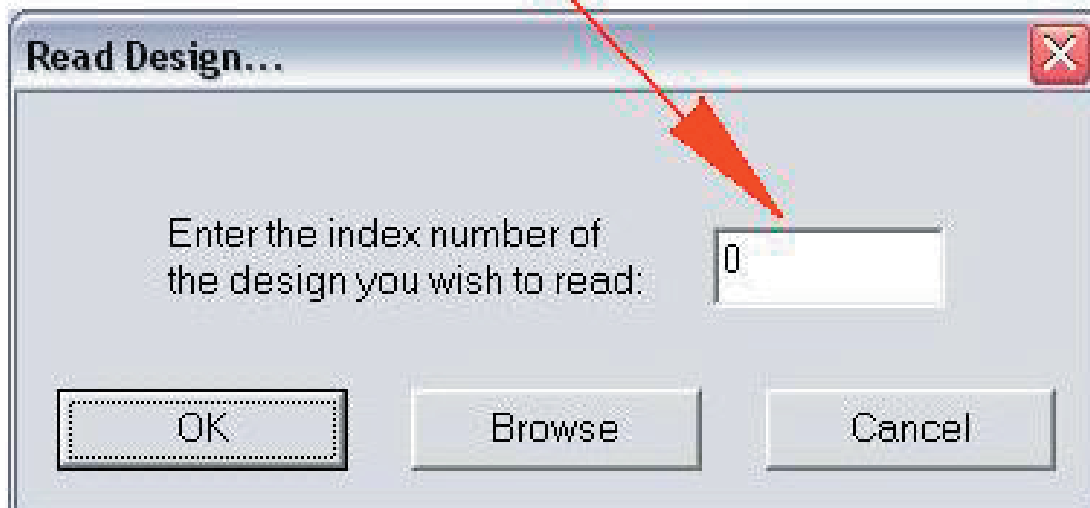 Read Design...
Enter the index number of
the design you wish to read:
0
OK
Browse
Cancel